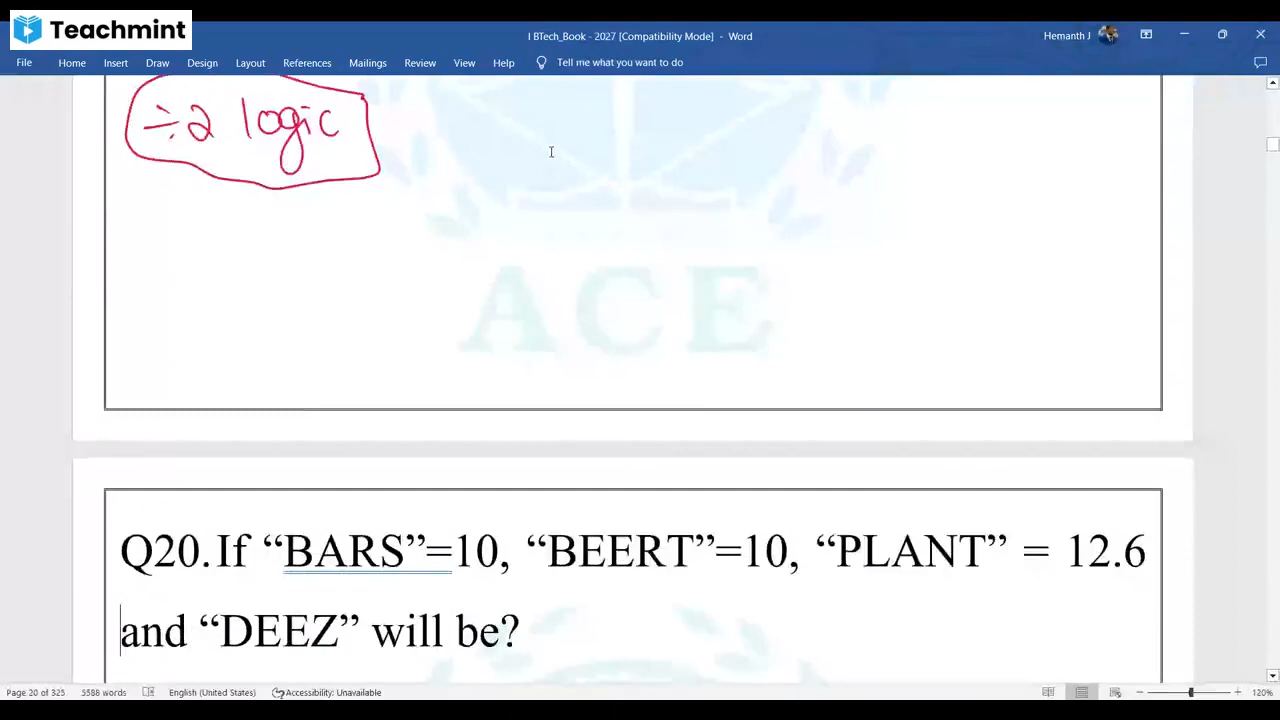 Teachmint
I BTech_Book - 2027 [Compatibility Mode] - Word
Hemanth J
File Home Insert Draw Design Layout References Mailings Review View Help Tell me what you want to do
÷2 logic
ACE
Q20. If “BARS”=10, “BEERT”=10, “PLANT” = 12.6
and “DEEZ” will be?
Page 20 of 325 5588 words English (United States) Accessibility: Unavailable 120%